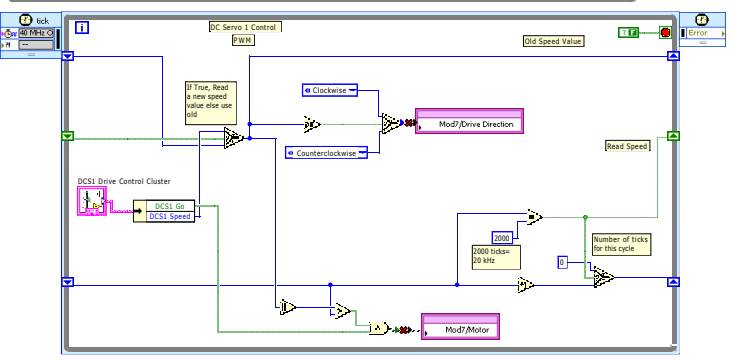 tick
40 MHz
--
i
DC Servo 1 Control
PWM
Old Speed Value
T F
Error
If True, Read
a new speed
value else use
old
Clockwise
Mod7/Drive Direction
Counterclockwise
Read Speed
DCS1 Drive Control Cluster
DCS1 Go
DCS1 Speed
2000
2000 ticks=
20 kHz
Number of ticks
for this cycle
0
Mod7/Motor